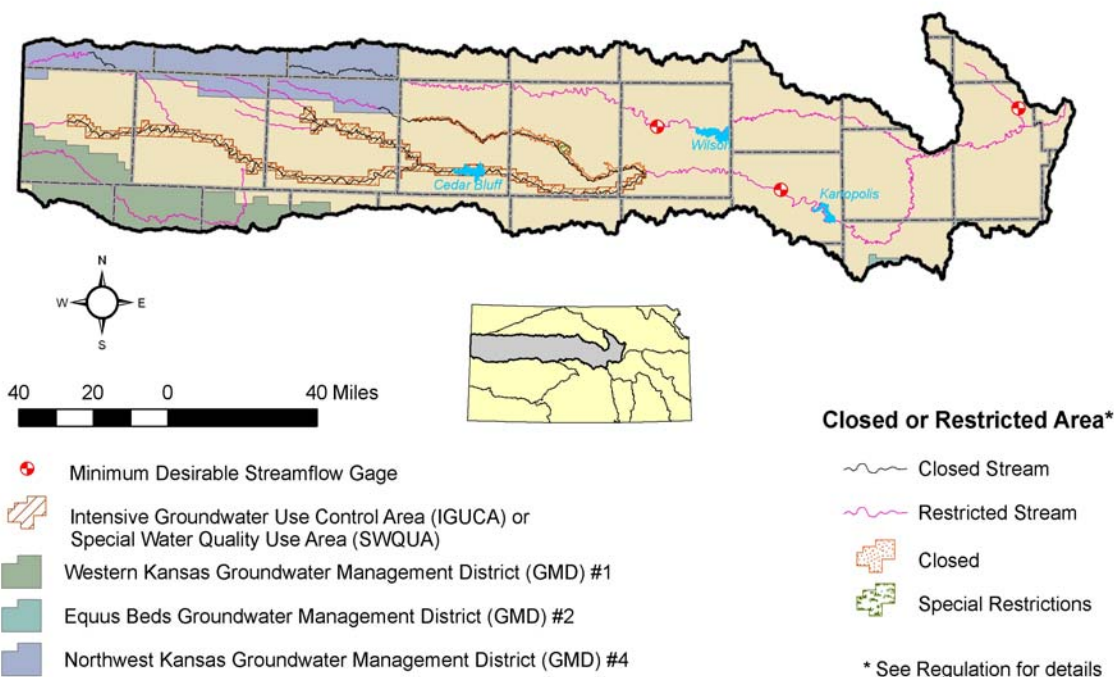 Wilson
Cedar Bluff
Kanopolis
N
W E
S
40 20 0 40 Miles
Minimum Desirable Streamflow Gage
Intensive Groundwater Use Control Area (IGUCA) or
Special Water Quality Use Area (SWQUA)
Western Kansas Groundwater Management District (GMD) #1
Equus Beds Groundwater Management District (GMD) #2
Northwest Kansas Groundwater Management District (GMD) #4
Closed or Restricted Area*
Closed Stream
Restricted Stream
Closed
Special Restrictions
* See Regulation for details